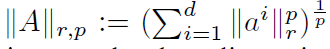 ‖A‖_{r,p} := (∑_{i=1}^{d} ‖a^i‖_r^p)^{1/p}